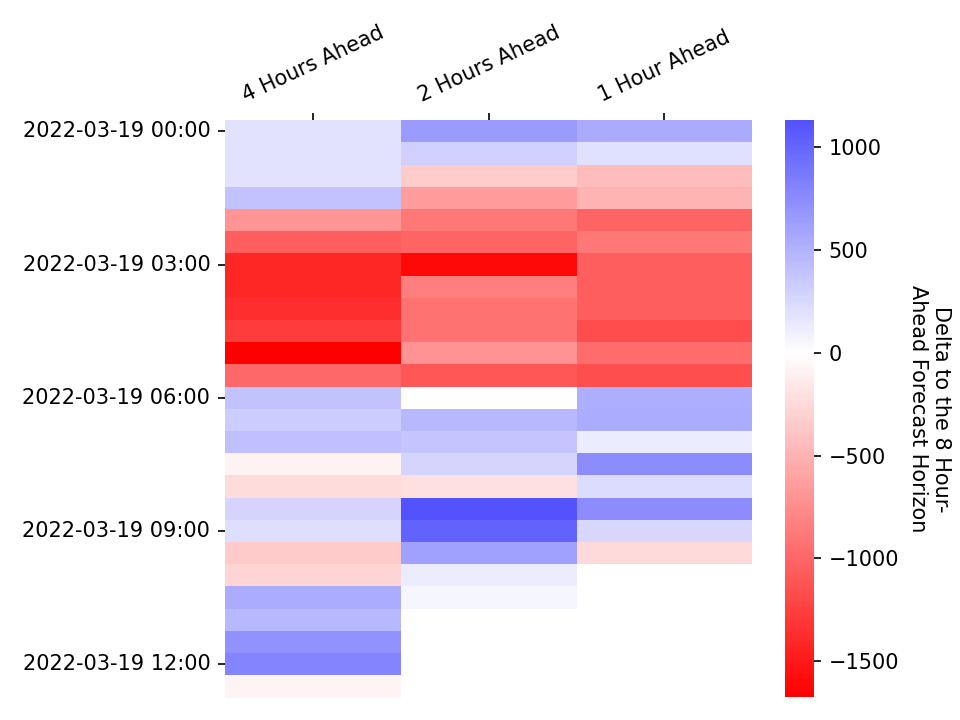 4 Hours Ahead
2 Hours Ahead
1 Hour Ahead
2022-03-19 00:00
2022-03-19 03:00
2022-03-19 06:00
2022-03-19 09:00
2022-03-19 12:00
1000
500
0
−500
−1000
−1500
Delta to the 8 Hour-
Ahead Forecast Horizon